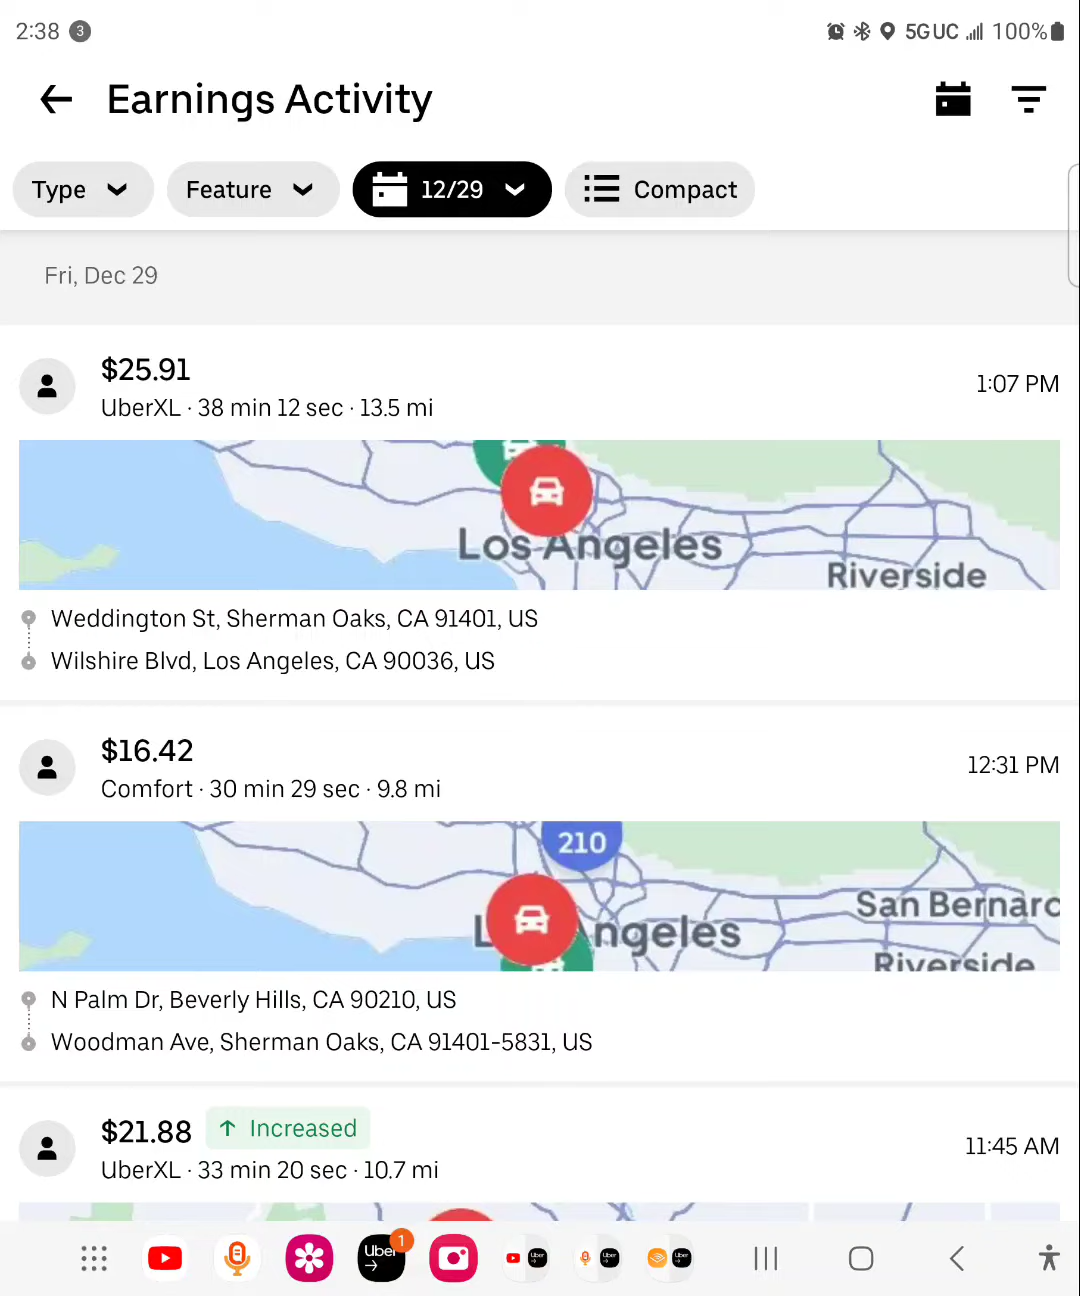 2:38 3 5G UC 100%
Earnings Activity
Type Feature 12/29 Compact
Fri, Dec 29
$25.91
1:07 PM
UberXL · 38 min 12 sec · 13.5 mi
Los Angeles
Riverside
Weddington St, Sherman Oaks, CA 91401, US
Wilshire Blvd, Los Angeles, CA 90036, US
$16.42
12:31 PM
Comfort · 30 min 29 sec · 9.8 mi
210
San Bernarc
L ngeles
Riverside
N Palm Dr, Beverly Hills, CA 90210, US
Woodman Ave, Sherman Oaks, CA 91401-5831, US
$21.88 ↑ Increased
11:45 AM
UberXL · 33 min 20 sec · 10.7 mi
Uber 1
Uber Uber Uber